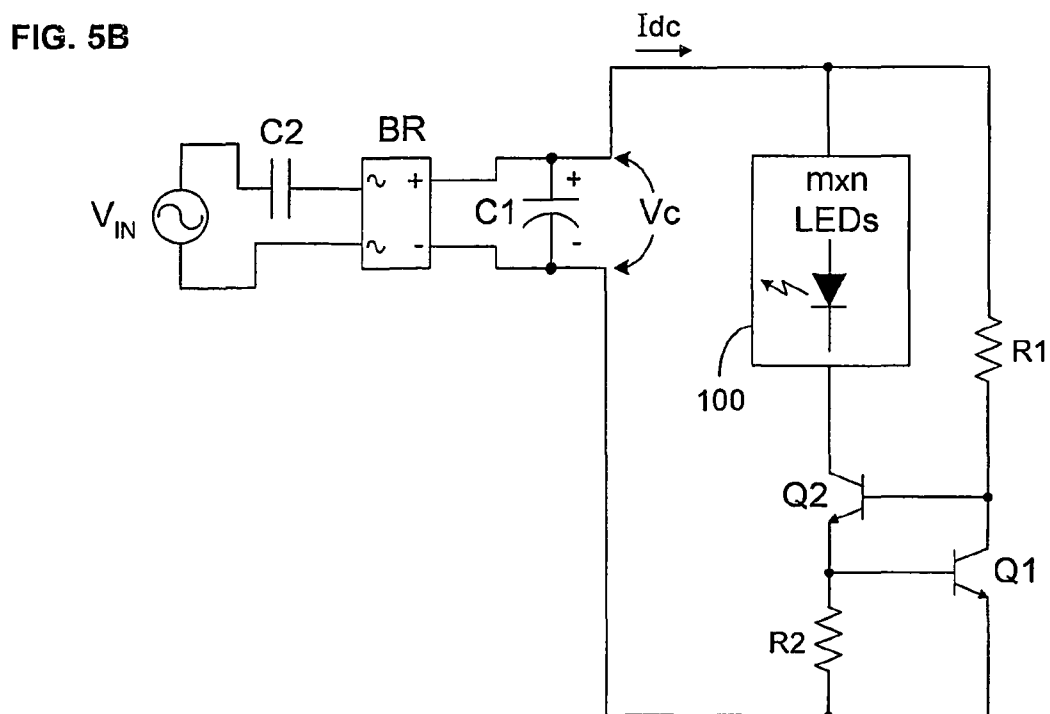 FIG. 5B
Idc
C2
BR
V_IN
~ +
~ -
C1
+
-
Vc
mxn
LEDs
100
R1
Q2
Q1
R2